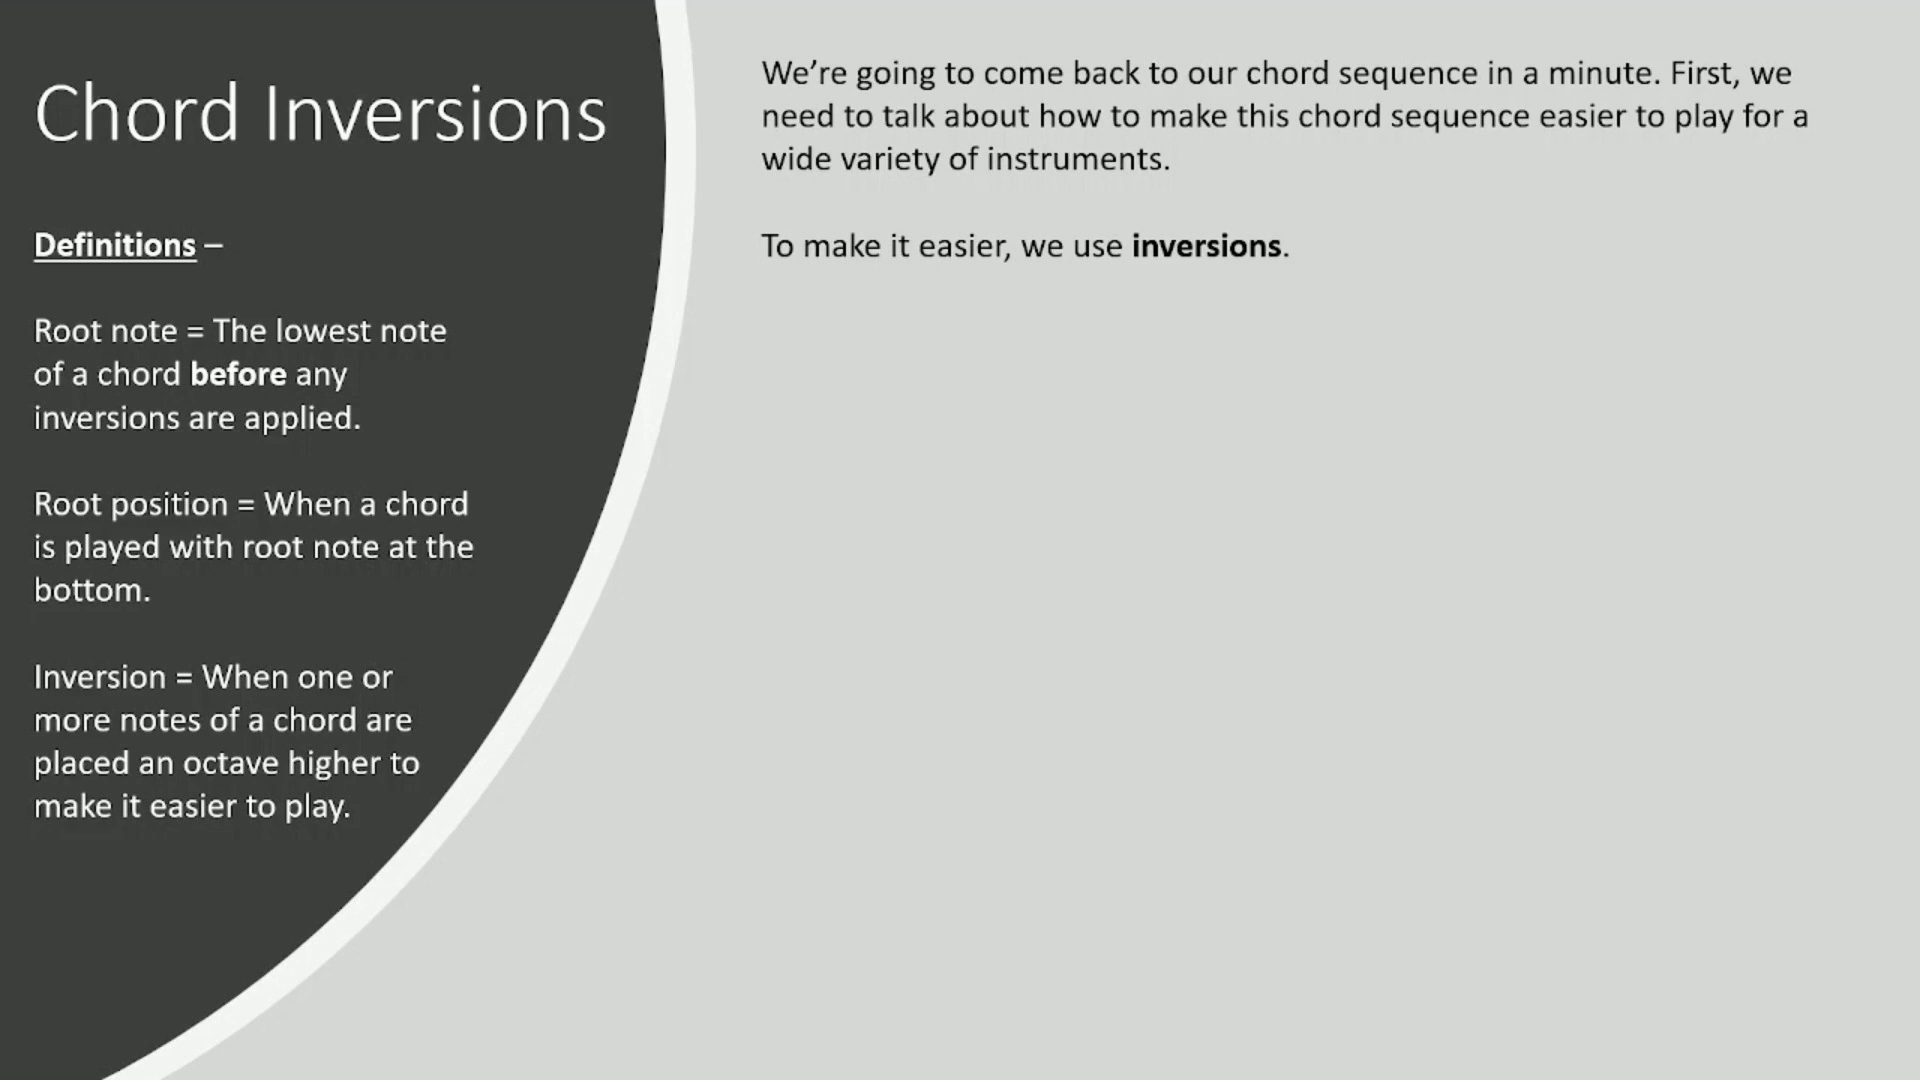 Chord Inversions
Definitions –
Root note = The lowest note
of a chord before any
inversions are applied.
Root position = When a chord
is played with root note at the
bottom.
Inversion = When one or
more notes of a chord are
placed an octave higher to
make it easier to play.
We’re going to come back to our chord sequence in a minute. First, we
need to talk about how to make this chord sequence easier to play for a
wide variety of instruments.
To make it easier, we use inversions.